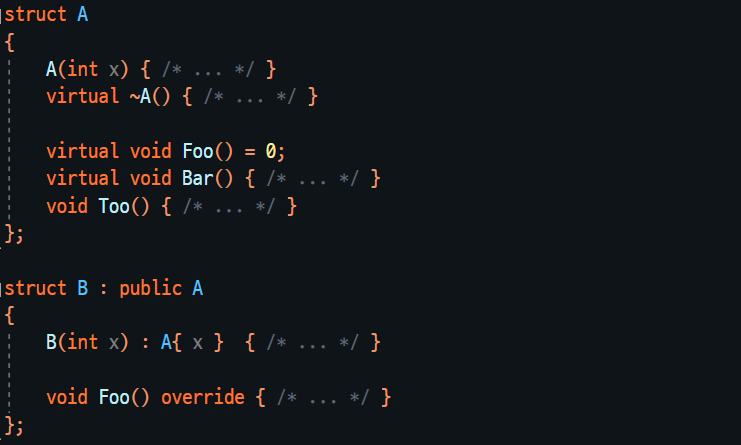 struct A
{
    A(int x) { /* ... */ }
    virtual ~A() { /* ... */ }

    virtual void Foo() = 0;
    virtual void Bar() { /* ... */ }
    void Too() { /* ... */ }
};

struct B : public A
{
    B(int x) : A{ x }  { /* ... */ }

    void Foo() override { /* ... */ }
};